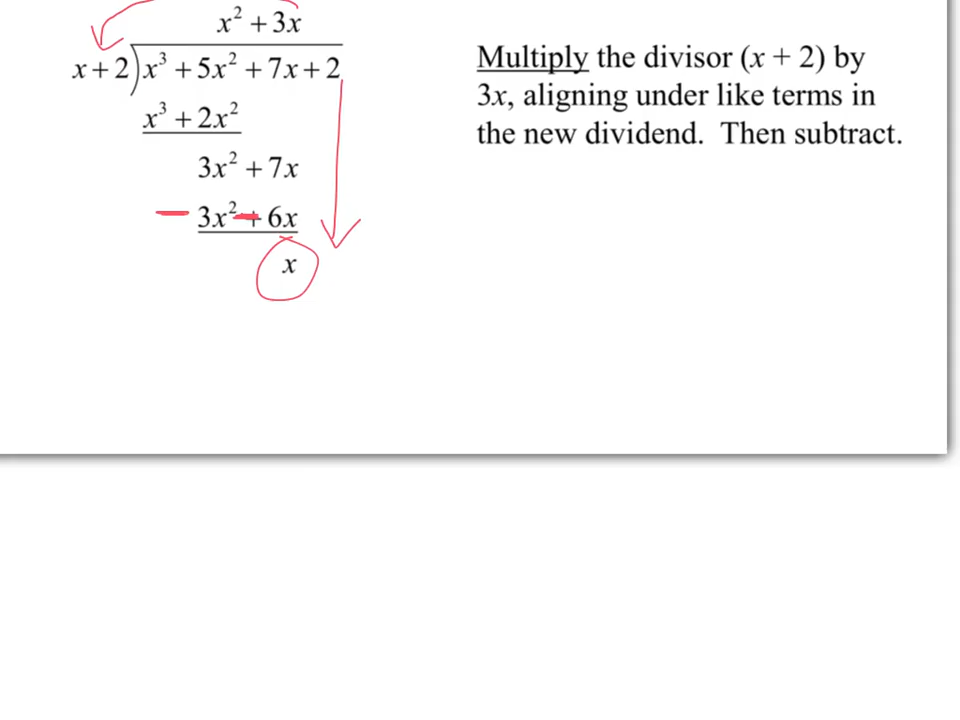 x² + 3x
x + 2)x³ + 5x² + 7x + 2
x³ + 2x²
3x² + 7x
− 3x² + 6x
x
Multiply the divisor (x + 2) by
3x, aligning under like terms in
the new dividend. Then subtract.